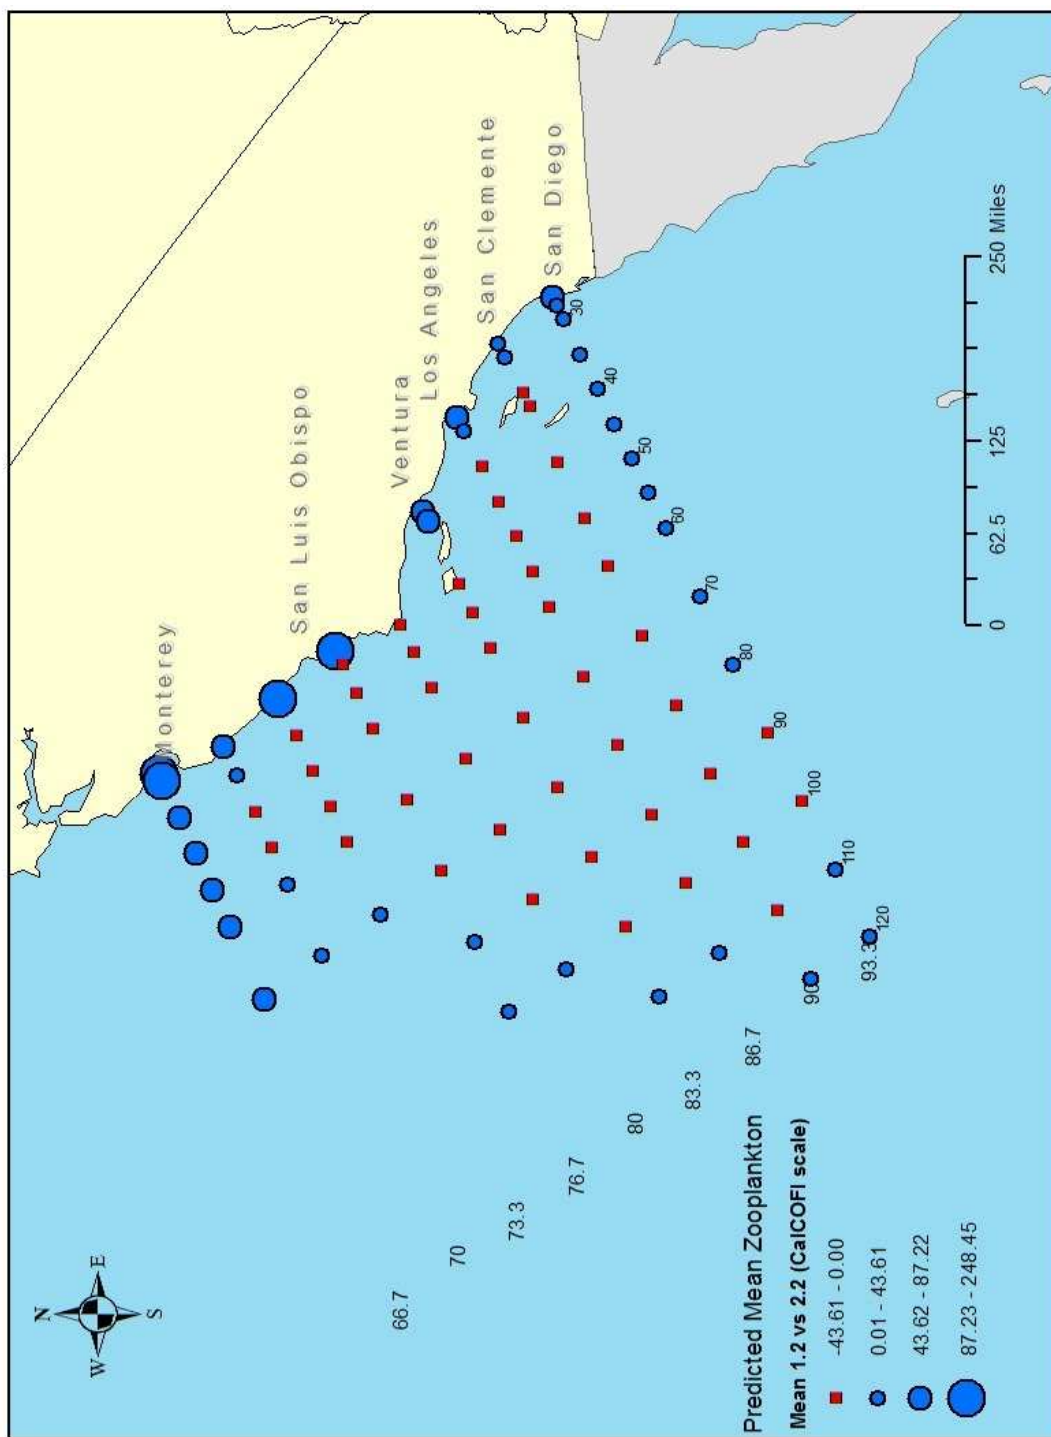 Monterey
San Luis Obispo
Ventura
Los Angeles
San Clemente
San Diego
30
40
50
60
70
80
90
100
110
120
93.3
90
86.7
83.3
80
76.7
73.3
70
66.7
N
W E
S
0 62.5 125 250 Miles
Predicted Mean Zooplankton
Mean 1.2 vs 2.2 (CalCOFI scale)
-43.61 - 0.00
0.01 - 43.61
43.62 - 87.22
87.23 - 248.45